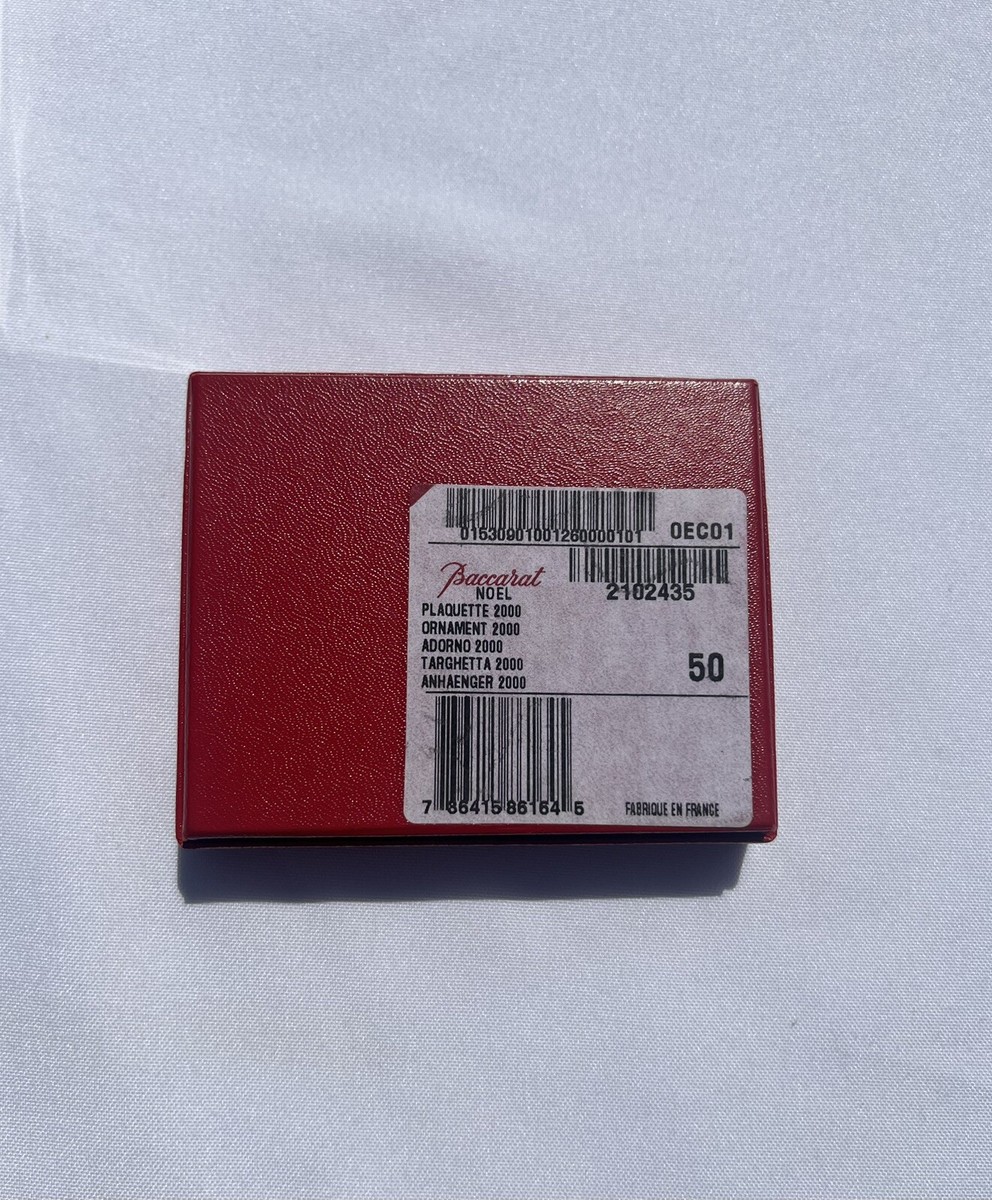 01530901001260000101
0EC01
Baccarat
2102435
NOEL
PLAQUETTE 2000
ORNAMENT 2000
ADORNO 2000
TARGHETTA 2000
ANHAENGER 2000
50
7 86415 86164 5
FABRIQUE EN FRANCE